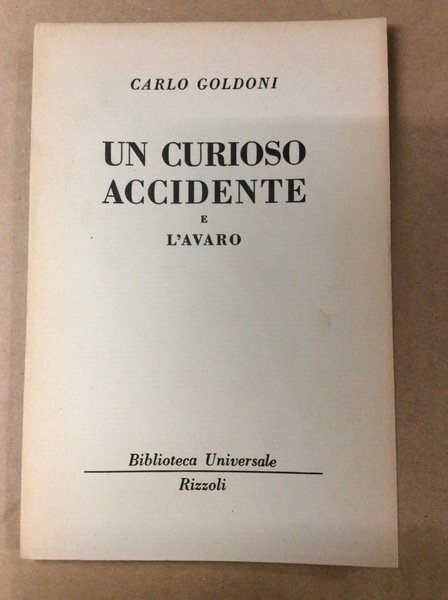 CARLO GOLDONI
UN CURIOSO
ACCIDENTE
E
L'AVARO
Biblioteca Universale
Rizzoli